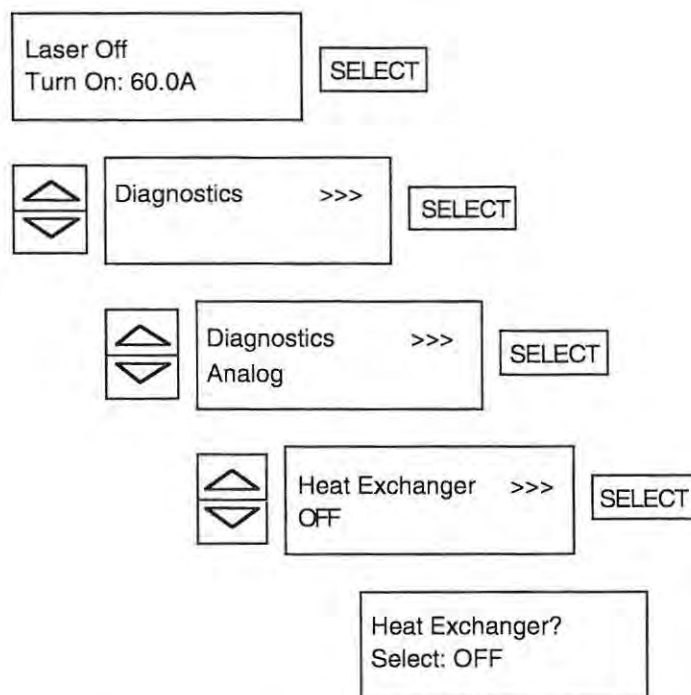 Laser Off
Turn On: 60.0A
SELECT
Diagnostics >>>
SELECT
Diagnostics >>>
Analog
SELECT
Heat Exchanger >>>
OFF
SELECT
Heat Exchanger?
Select: OFF